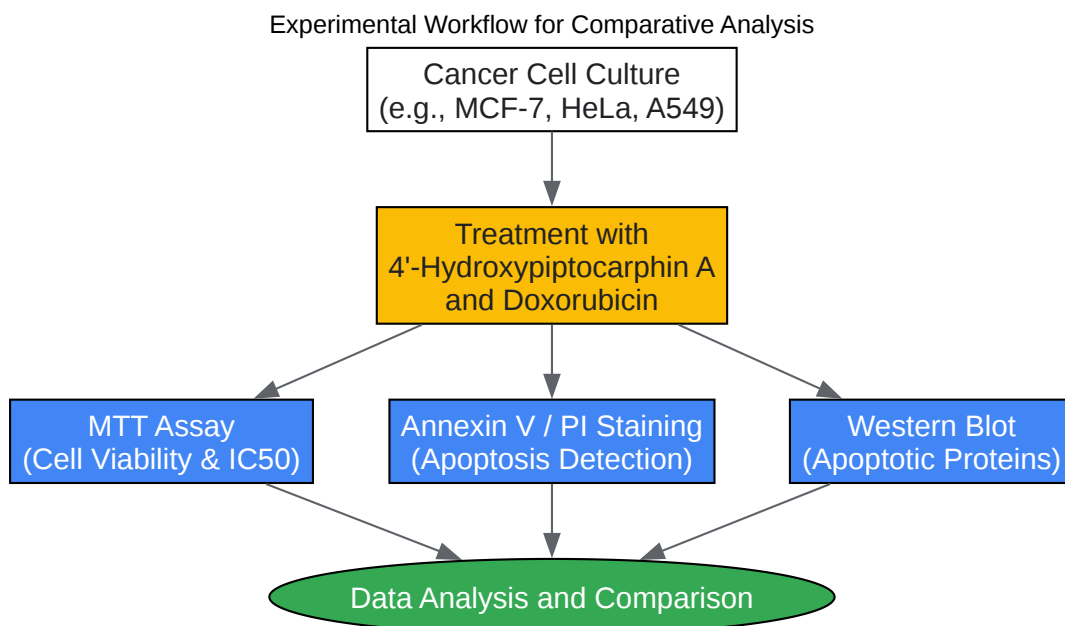 Experimental Workflow for Comparative Analysis
Cancer Cell Culture
(e.g., MCF-7, HeLa, A549)
Treatment with
4'-Hydroxypiptocarphin A
and Doxorubicin
MTT Assay
(Cell Viability & IC50)
Annexin V / PI Staining
(Apoptosis Detection)
Western Blot
(Apoptotic Proteins)
Data Analysis and Comparison